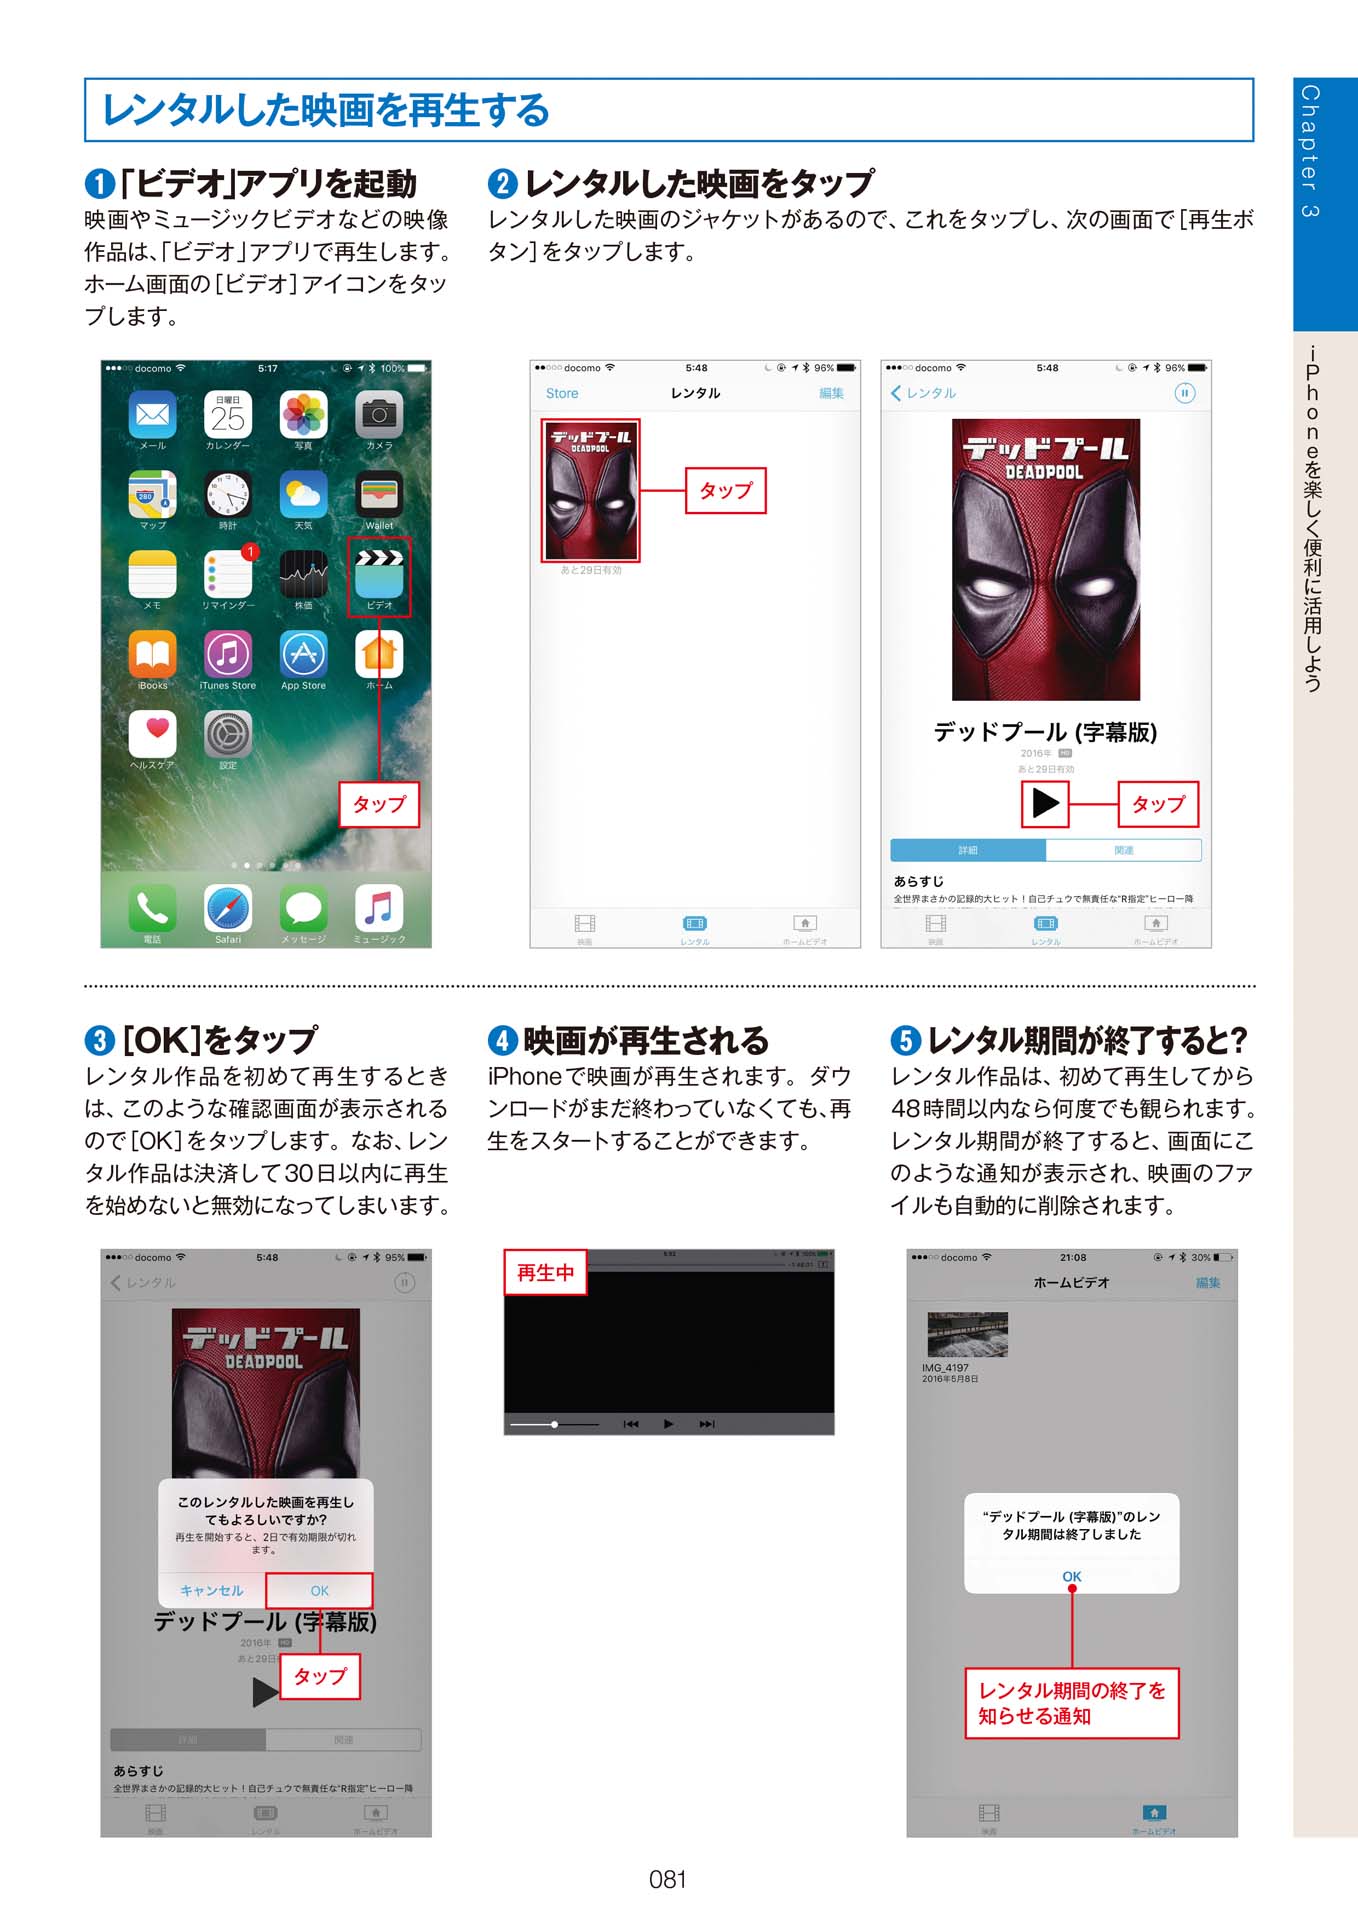 レンタルした映画を再生する
Chapter 3
iPhoneを楽しく便利に活用しよう
1 「ビデオ」アプリを起動
映画やミュージックビデオなどの映像
作品は、「ビデオ」アプリで再生します。
ホーム画面の[ビデオ]アイコンをタッ
プします。
docomo 5:17 100%
メール
日曜日
25
カレンダー
写真
カメラ
280
マップ
時計
天気
Wallet
メモ
1
リマインダー
株価
ビデオ
iBooks
iTunes Store
App Store
ホーム
ヘルスケア
設定
タップ
電話
Safari
メッセージ
ミュージック
2 レンタルした映画をタップ
レンタルした映画のジャケットがあるので、これをタップし、次の画面で[再生ボ
タン]をタップします。
docomo 5:48 96%
Store レンタル 編集
デッドプール
DEADPOOL
タップ
あと29日有効
映画 レンタル ホームビデオ
docomo 5:48 96%
レンタル
デッドプール
DEADPOOL
デッドプール (字幕版)
2016年 HD
あと29日有効
タップ
詳細 関連
あらすじ
全世界まさかの記録的大ヒット！自己チュウで無責任な“R指定”ヒーロー降
映画 レンタル ホームビデオ
3 [OK]をタップ
レンタル作品を初めて再生するとき
は、このような確認画面が表示される
ので[OK]をタップします。なお、レン
タル作品は決済して30日以内に再生
を始めないと無効になってしまいます。
docomo 5:48 95%
レンタル
デッドプール
DEADPOOL
このレンタルした映画を再生し
てもよろしいですか?
再生を開始すると、2日で有効期限が切れ
ます。
キャンセル OK
デッドプール (字幕版)
2016年 HD
あと29日
タップ
詳細 関連
あらすじ
全世界まさかの記録的大ヒット！自己チュウで無責任な“R指定”ヒーロー降
映画 レンタル ホームビデオ
4 映画が再生される
iPhoneで映画が再生されます。ダウ
ンロードがまだ終わっていなくても、再
生をスタートすることができます。
再生中
5 レンタル期間が終了すると?
レンタル作品は、初めて再生してから
48時間以内なら何度でも観られます。
レンタル期間が終了すると、画面にこ
のような通知が表示され、映画のファ
イルも自動的に削除されます。
docomo 21:08 30%
ホームビデオ 編集
IMG_4197
2016年5月8日
“デッドプール (字幕版)”のレン
タル期間は終了しました
OK
レンタル期間の終了を
知らせる通知
映画 ホームビデオ
081